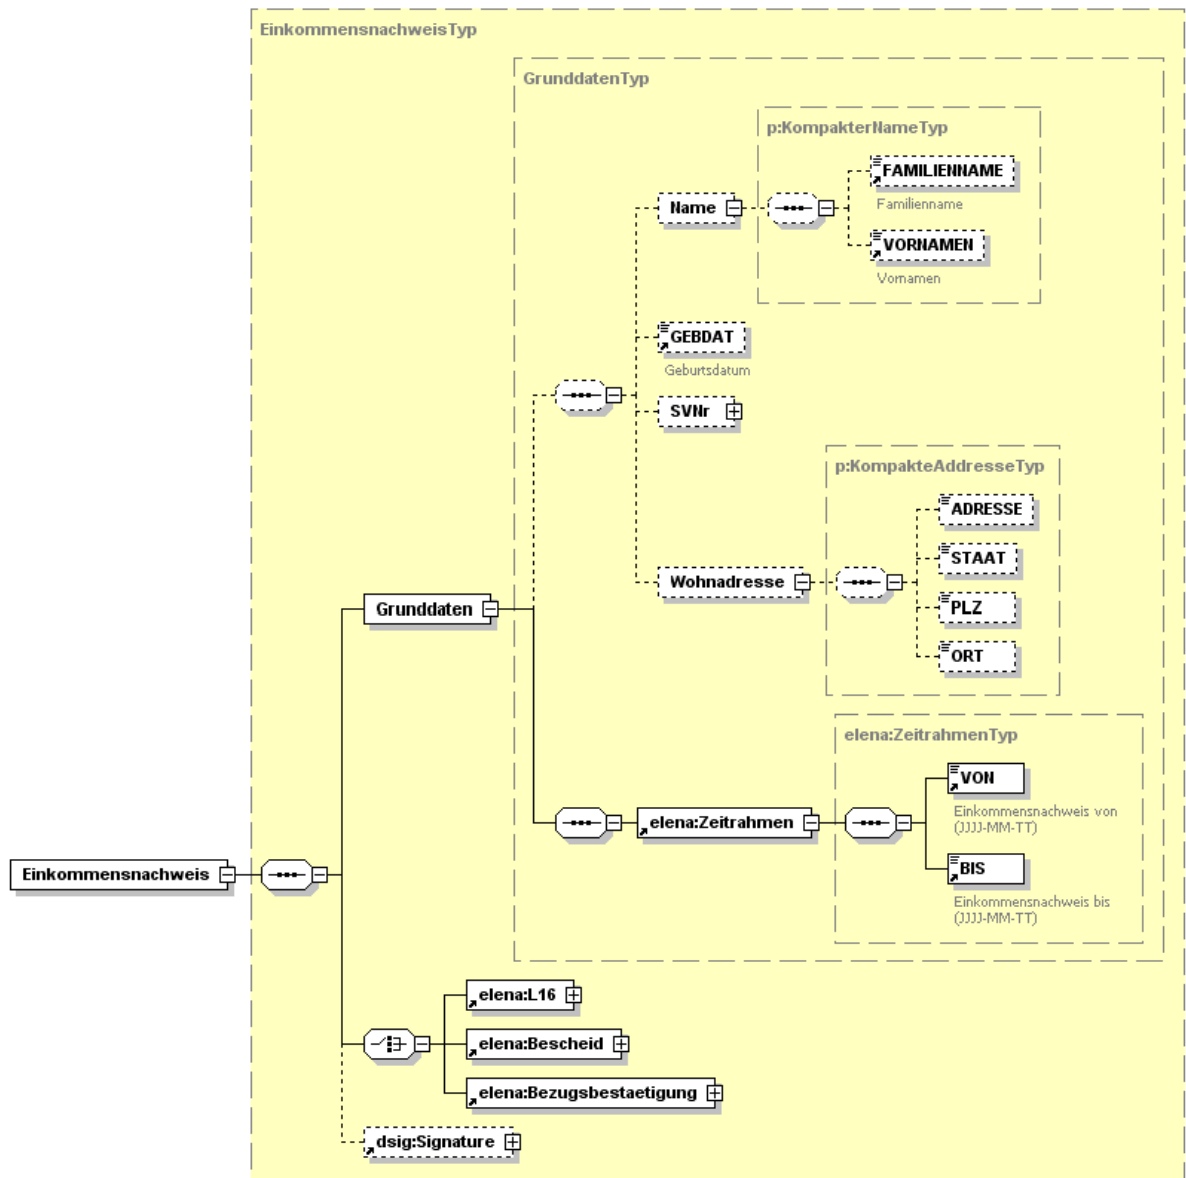 EinkommensnachweisTyp
GrunddatenTyp
p:KompakterNameTyp
FAMILIENNAME
Familienname
Name
VORNAMEN
Vornamen
GEBDAT
Geburtsdatum
SVNr
p:KompakteAddresseTyp
ADRESSE
STAAT
Wohnadresse
PLZ
Grunddaten
ORT
elena:ZeitrahmenTyp
VON
Einkommensnachweis von
(JJJJ-MM-TT)
elena:Zeitrahmen
BIS
Einkommensnachweis bis
(JJJJ-MM-TT)
Einkommensnachweis
elena:L16
elena:Bescheid
elena:Bezugsbestaetigung
dsig:Signature